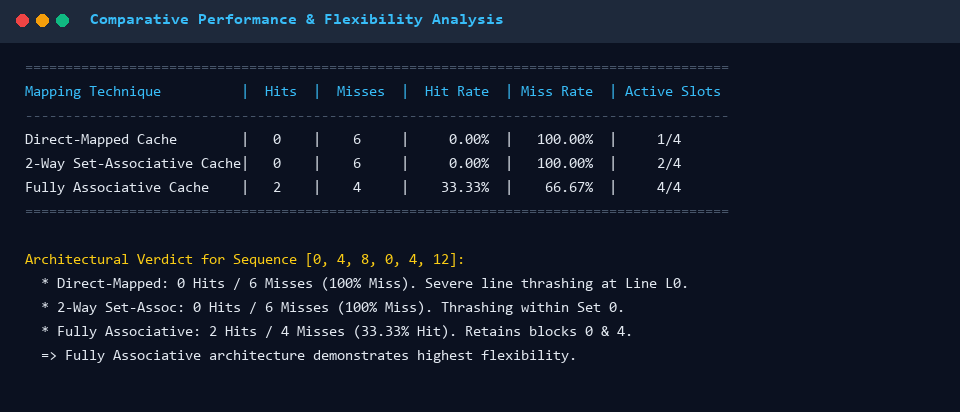 Comparative Performance & Flexibility Analysis
========================================================================================
Mapping Technique          |  Hits  |  Misses  |  Hit Rate  | Miss Rate  | Active Slots
----------------------------------------------------------------------------------------
Direct-Mapped Cache        |   0    |    6     |     0.00%  |   100.00%  |     1/4
2-Way Set-Associative Cache|   0    |    6     |     0.00%  |   100.00%  |     2/4
Fully Associative Cache    |   2    |    4     |    33.33%  |    66.67%  |     4/4
========================================================================================
Architectural Verdict for Sequence [0, 4, 8, 0, 4, 12]:
  * Direct-Mapped: 0 Hits / 6 Misses (100% Miss). Severe line thrashing at Line L0.
  * 2-Way Set-Assoc: 0 Hits / 6 Misses (100% Miss). Thrashing within Set 0.
  * Fully Associative: 2 Hits / 4 Misses (33.33% Hit). Retains blocks 0 & 4.
  => Fully Associative architecture demonstrates highest flexibility.